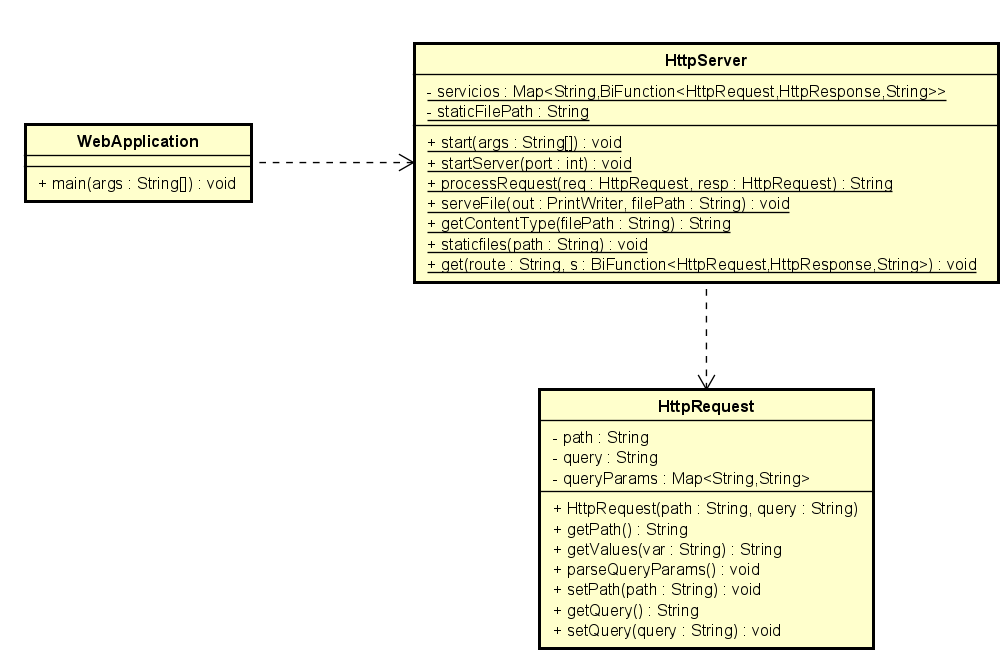 WebApplication
+ main(args : String[]) : void
HttpServer
- servicios : Map<String,BiFunction<HttpRequest,HttpResponse,String>>
- staticFilePath : String
+ start(args : String[]) : void
+ startServer(port : int) : void
+ processRequest(req : HttpRequest, resp : HttpRequest) : String
+ serveFile(out : PrintWriter, filePath : String) : void
+ getContentType(filePath : String) : String
+ staticfiles(path : String) : void
+ get(route : String, s : BiFunction<HttpRequest,HttpResponse,String>) : void
HttpRequest
- path : String
- query : String
- queryParams : Map<String,String>
+ HttpRequest(path : String, query : String)
+ getPath() : String
+ getValues(var : String) : String
+ parseQueryParams() : void
+ setPath(path : String) : void
+ getQuery() : String
+ setQuery(query : String) : void